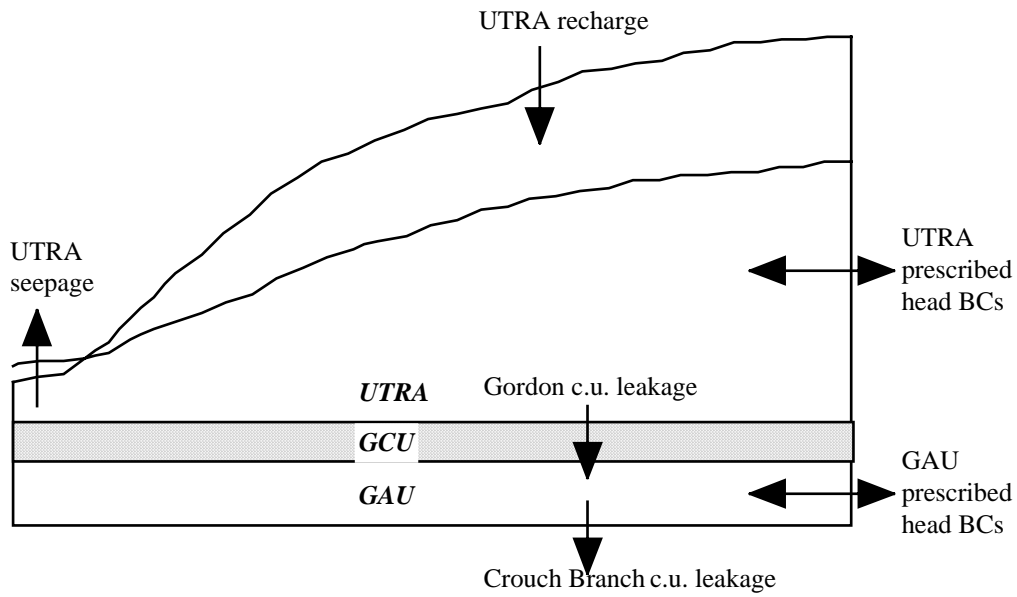 UTRA recharge
UTRA
seepage
UTRA
prescribed
head BCs
UTRA
Gordon c.u. leakage
GCU
GAU
GAU
prescribed
head BCs
Crouch Branch c.u. leakage